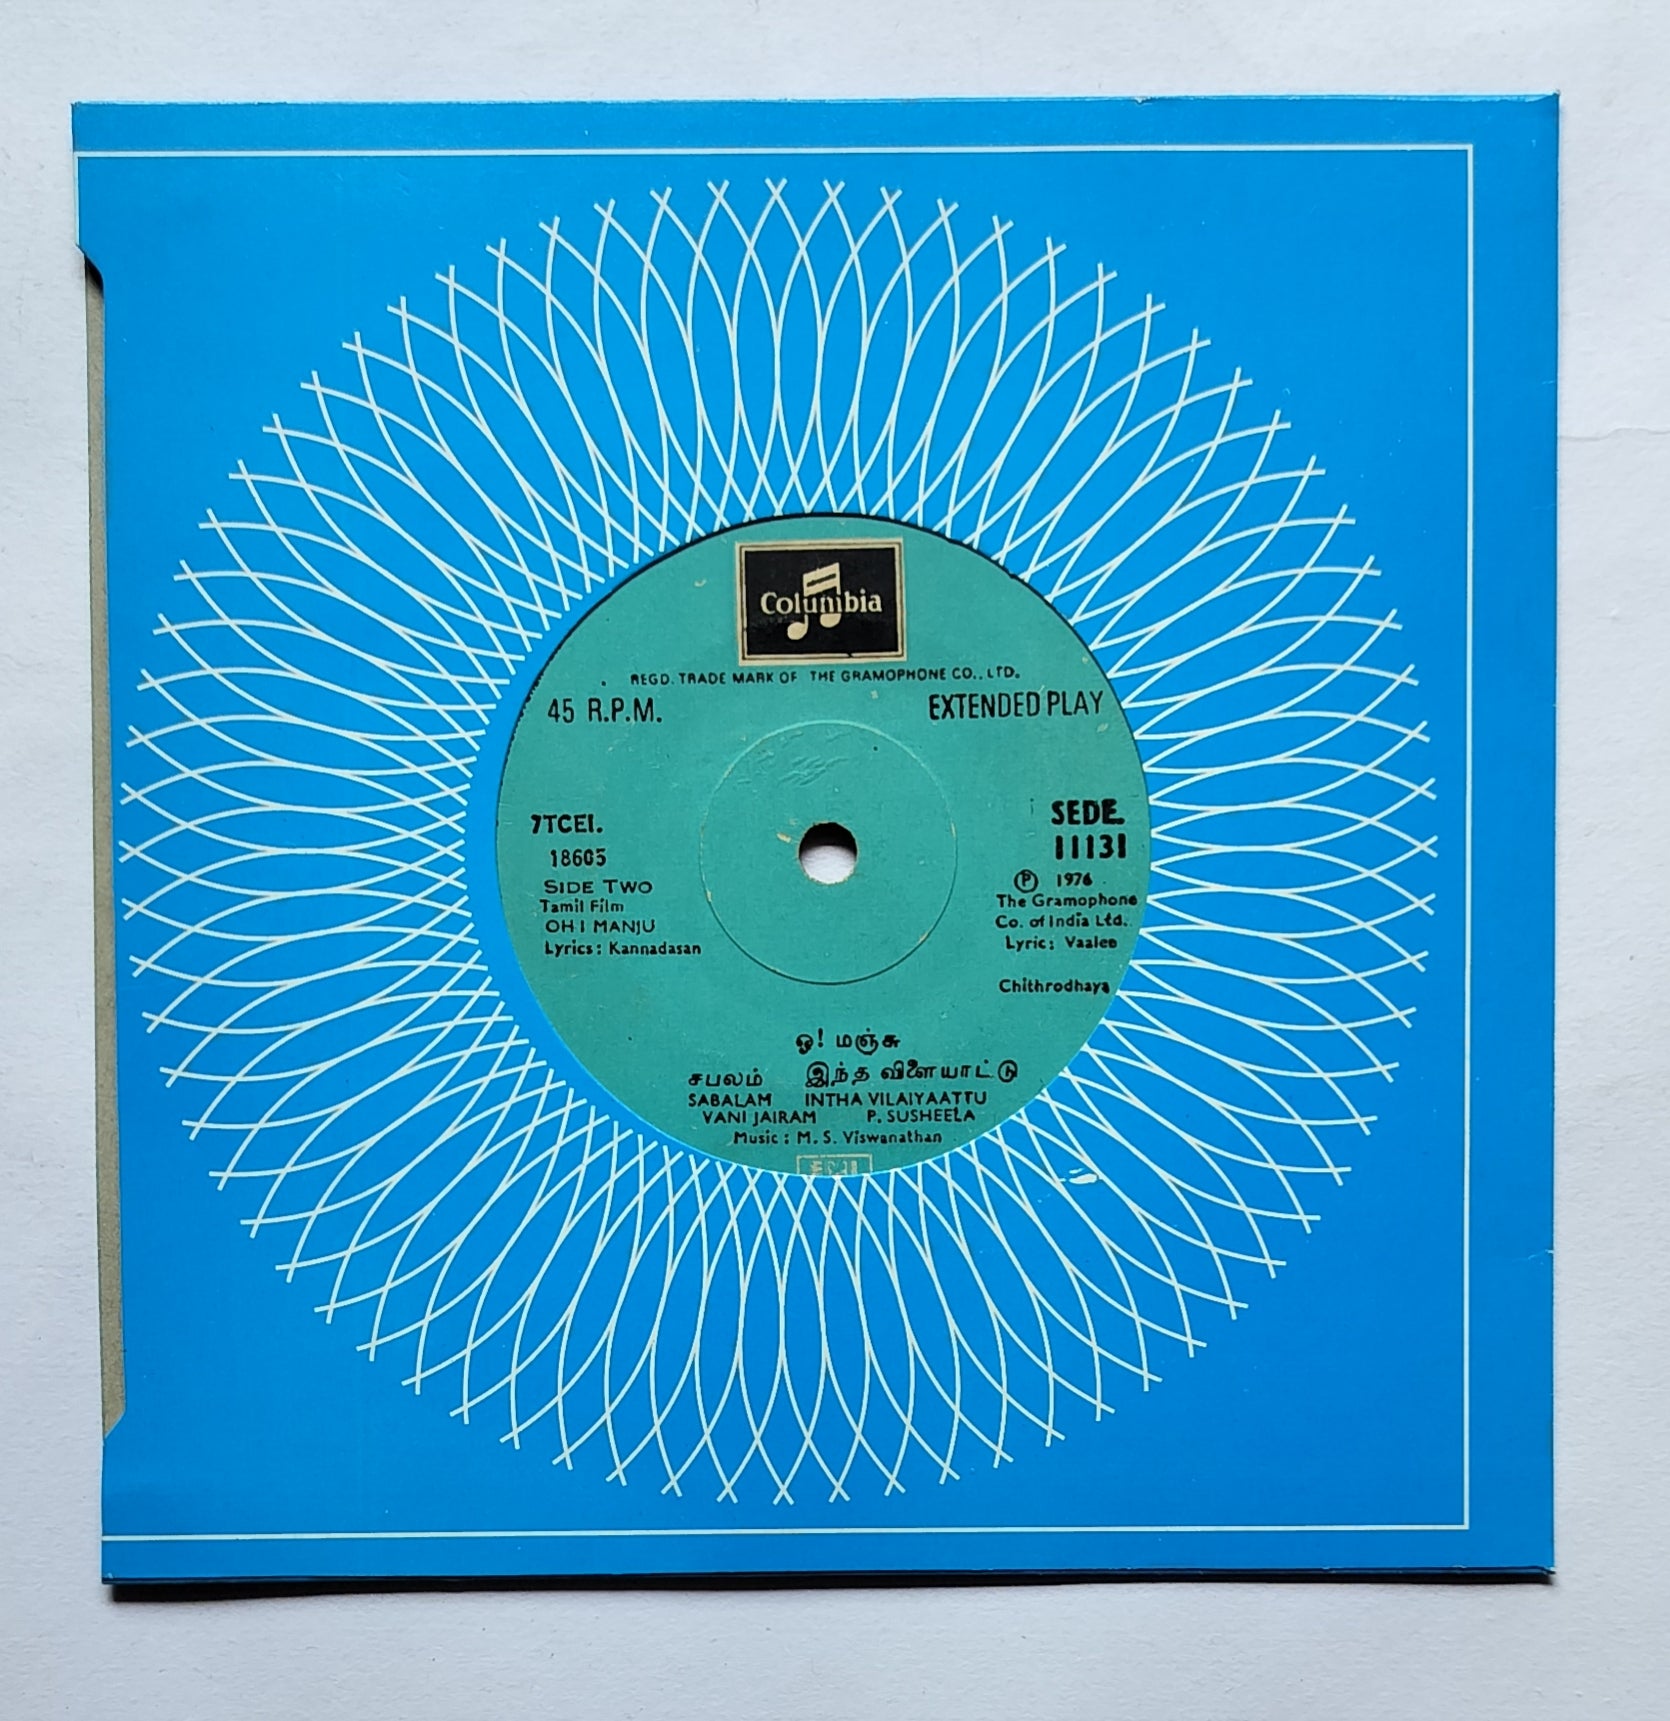 Columbia
REGD. TRADE MARK OF THE GRAMOPHONE CO., LTD.
45 R.P.M. EXTENDED PLAY
7TCEI.
18605
SIDE TWO
Tamil Film
OH I MANJU
Lyrics : Kannadasan
SEDE.
11131
Ⓟ 1976
The Gramophone
Co. of India Ltd.
Lyric : Vaalee
Chithrodhaya
ஓ! மஞ்சு
சபலம் இந்த விளையாட்டு
SABALAM INTHA VILAIYAATTU
VANI JAIRAM P. SUSHEELA
Music : M. S. Viswanathan
EMI